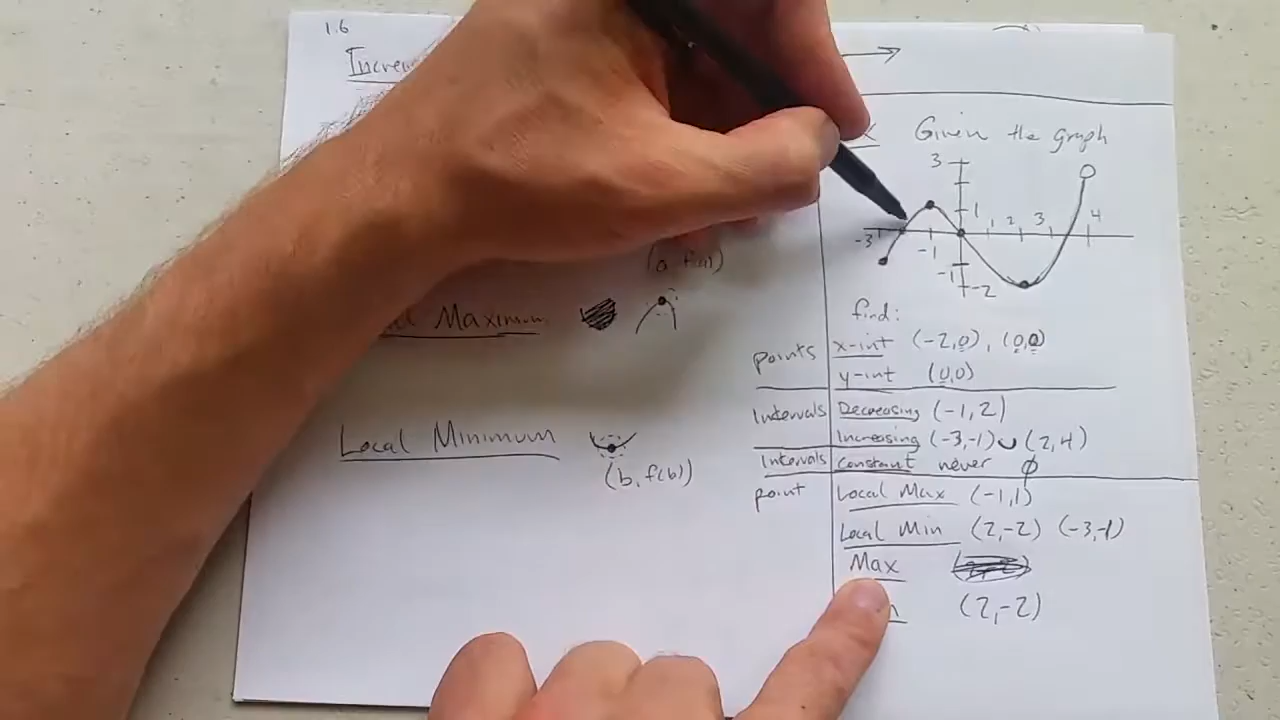 1.6
Given the graph
3
1
1
2
3
4
-3
-1
-1
-2
find:
points
x-int (-2,0), (0,0)
y-int (0,0)
Intervals
Decreasing (-1,2)
Increasing (-3,-1) ∪ (2,4)
Intervals
constant never ∅
point
Local Max (-1,1)
Local Min (2,-2) (-3,-1)
Max
(2,-2)
(a, f(a))
Maximum
Local Minimum
(b, f(b))